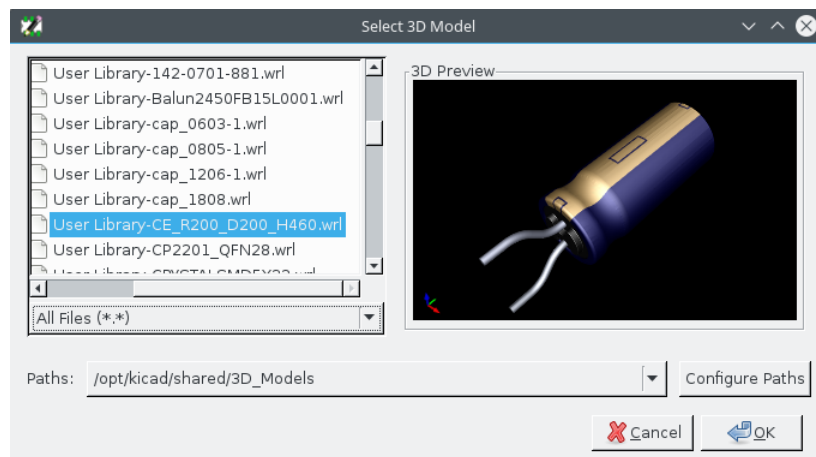 Select 3D Model
User Library-142-0701-881.wrl
User Library-Balun2450FB15L0001.wrl
User Library-cap_0603-1.wrl
User Library-cap_0805-1.wrl
User Library-cap_1206-1.wrl
User Library-cap_1808.wrl
User Library-CE_R200_D200_H460.wrl
User Library-CP2201_QFN28.wrl
All Files (*.*)
3D Preview
Paths: /opt/kicad/shared/3D_Models
Configure Paths
Cancel
OK